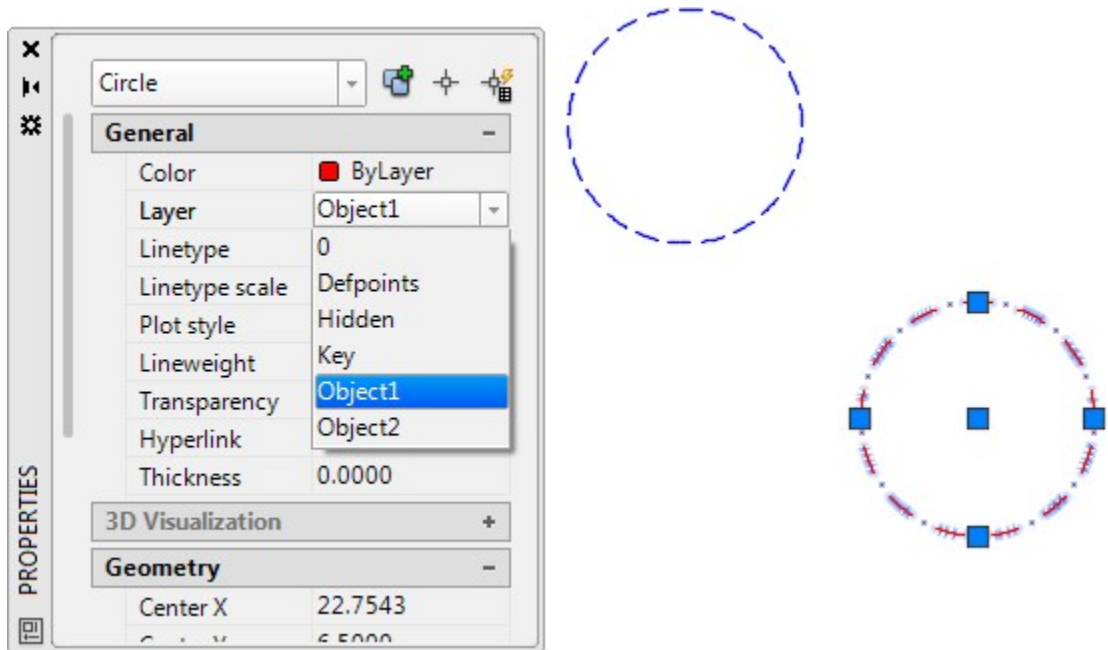 Circle
General
Color ByLayer
Layer Object1
Linetype 0
Linetype scale Defpoints
Plot style Hidden
Lineweight Key
Transparency Object1
Hyperlink Object2
Thickness 0.0000
3D Visualization
Geometry
Center X 22.7543
PROPERTIES